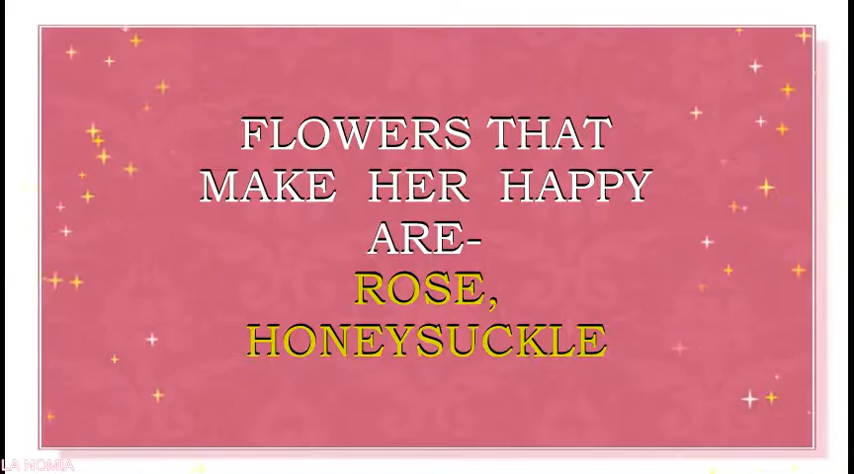 FLOWERS THAT
MAKE HER HAPPY
ARE-
ROSE,
HONEYSUCKLE
LA NOMIA